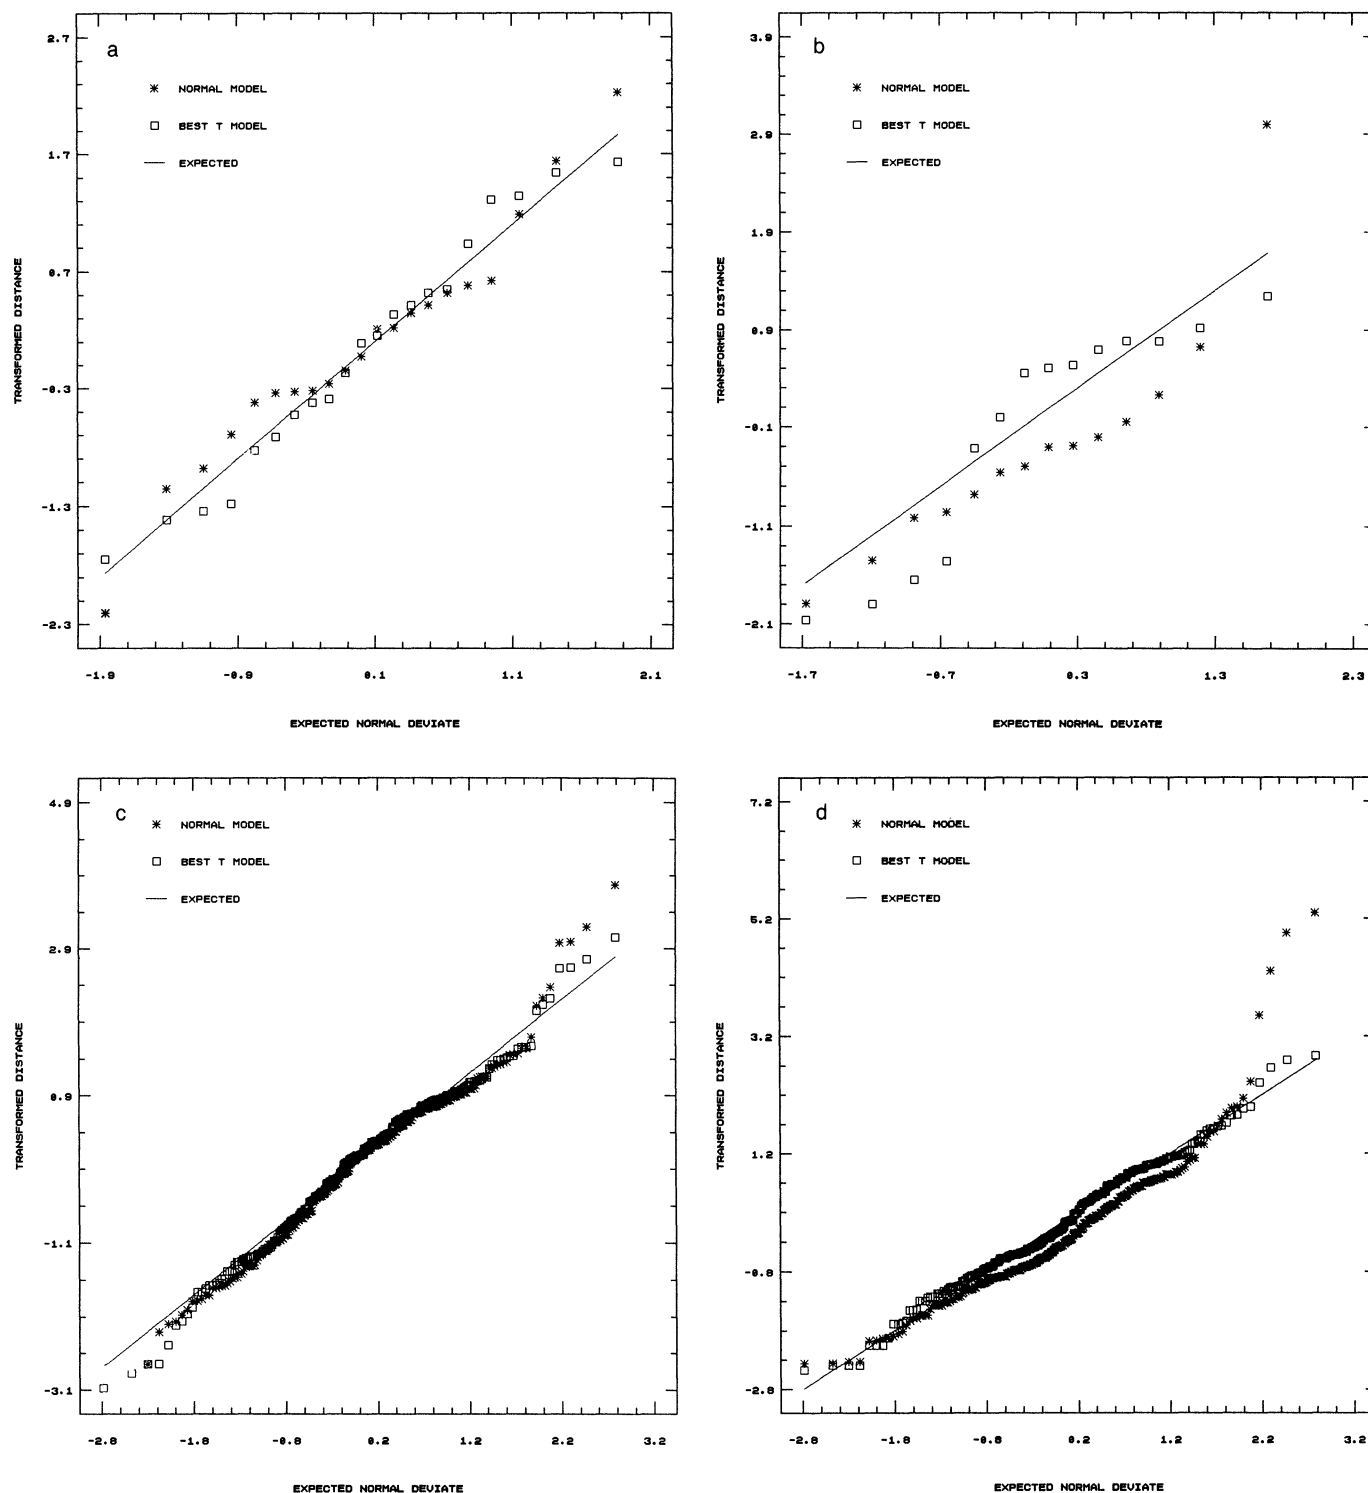 a
2.7
1.7
0.7
-0.3
-1.3
-2.3
* NORMAL MODEL
□ BEST T MODEL
— EXPECTED
TRANSFORMED DISTANCE
-1.9 -0.9 0.1 1.1 2.1
EXPECTED NORMAL DEVIATE
b
3.9
2.9
1.9
0.9
-0.1
-1.1
-2.1
* NORMAL MODEL
□ BEST T MODEL
— EXPECTED
TRANSFORMED DISTANCE
-1.7 -0.7 0.3 1.3 2.3
EXPECTED NORMAL DEVIATE
c
4.9
2.9
0.9
-1.1
-3.1
* NORMAL MODEL
□ BEST T MODEL
— EXPECTED
TRANSFORMED DISTANCE
-2.8 -1.8 -0.8 0.2 1.2 2.2 3.2
EXPECTED NORMAL DEVIATE
d
7.2
5.2
3.2
1.2
-0.8
-2.8
* NORMAL MODEL
□ BEST T MODEL
— EXPECTED
TRANSFORMED DISTANCE
-2.8 -1.8 -0.8 0.2 1.2 2.2 3.2
EXPECTED NORMAL DEVIATE